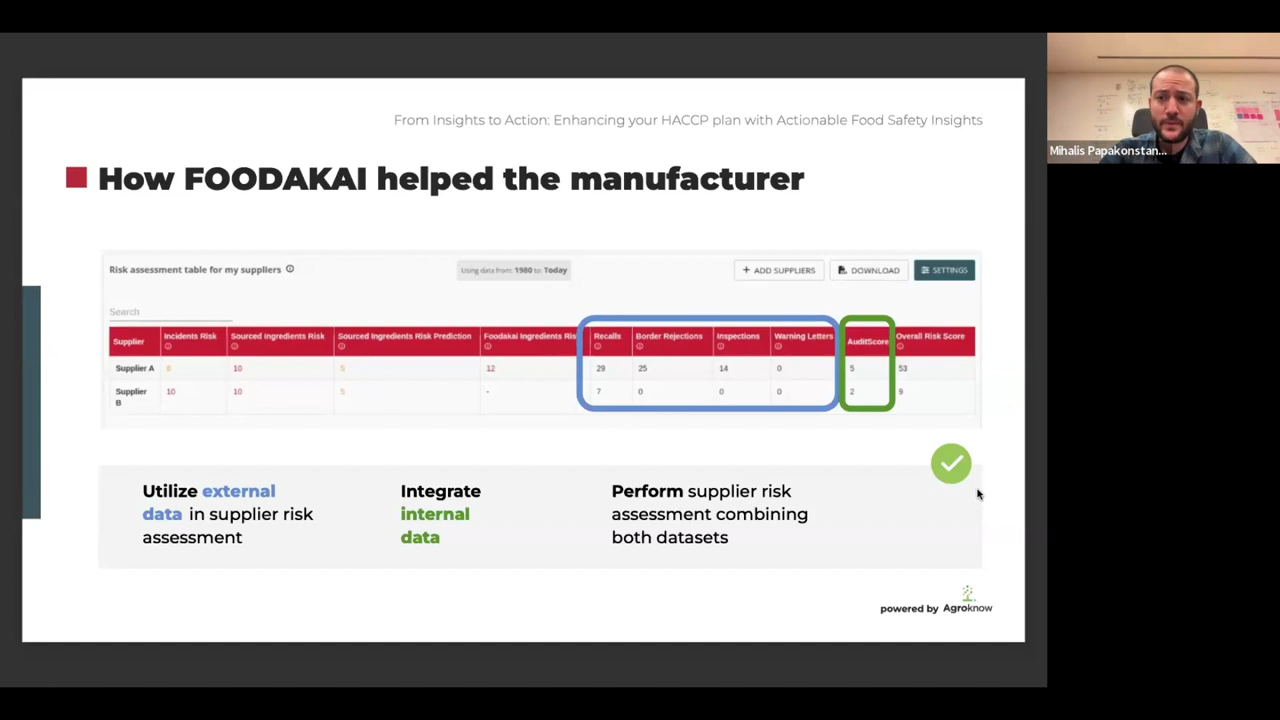 From Insights to Action: Enhancing your HACCP plan with Actionable Food Safety Insights
How FOODAKAI helped the manufacturer
Mihalis Papakonstan...
Risk assessment table for my suppliers
Using data from: 1980 to: Today
+ ADD SUPPLIERS
DOWNLOAD
SETTINGS
Search
Supplier Incidents Risk Sourced Ingredients Risk Sourced Ingredients Risk Prediction Foodakai Ingredients Ris Recalls Border Rejections Inspections Warning Letters AuditScore Overall Risk Score
Supplier A 6 10 5 12 29 25 14 0 5 53
Supplier B 10 10 5 - 7 0 0 0 2 9
Utilize external
data in supplier risk
assessment
Integrate
internal
data
Perform supplier risk
assessment combining
both datasets
powered by Agroknow